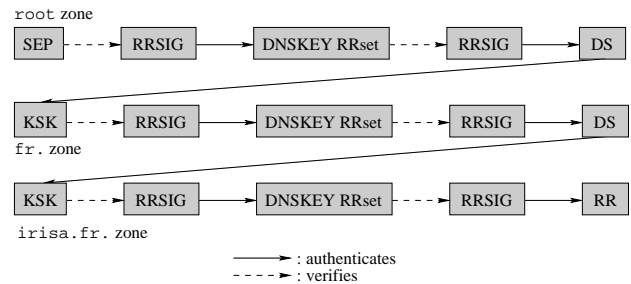 root zone
SEP RRSIG DNSKEY RRset RRSIG DS
KSK RRSIG DNSKEY RRset RRSIG DS
fr. zone
KSK RRSIG DNSKEY RRset RRSIG RR
irisa.fr. zone
: authenticates
: verifies